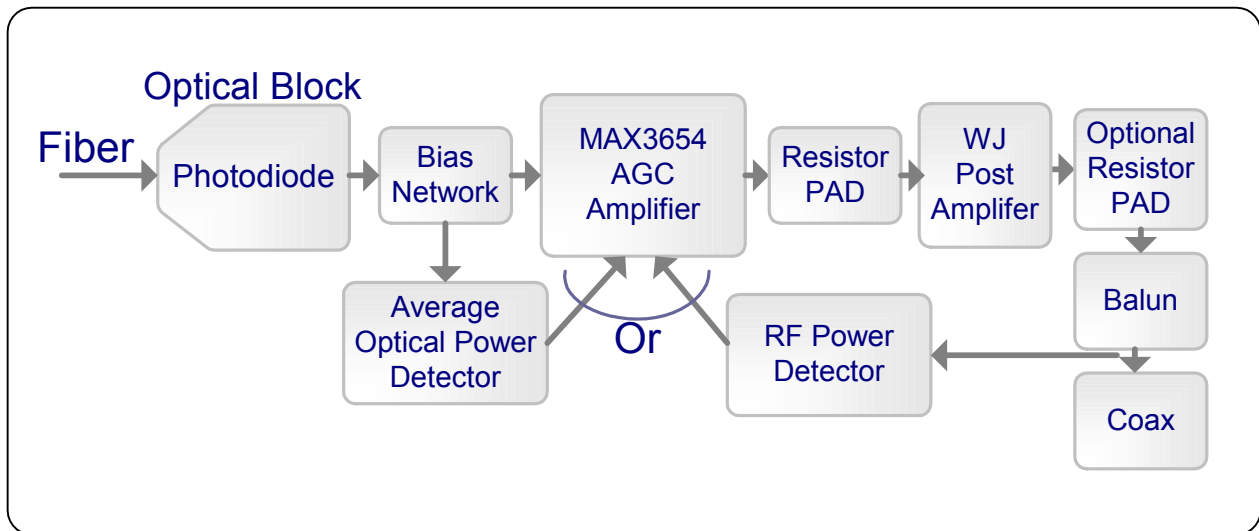 Optical Block
Fiber
Photodiode
Bias
Network
MAX3654
AGC
Amplifier
Resistor
PAD
WJ
Post
Amplifer
Optional
Resistor
PAD
Balun
Coax
Average
Optical Power
Detector
Or
RF Power
Detector